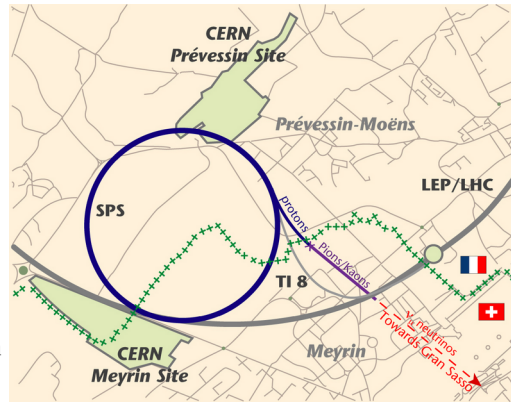 CERN
Prévessin Site
Prévessin-Moëns
LEP/LHC
SPS
protons
Pions/Kaons
TI 8
νμ neutrinos
Towards Gran Sasso
Meyrin
CERN
Meyrin Site